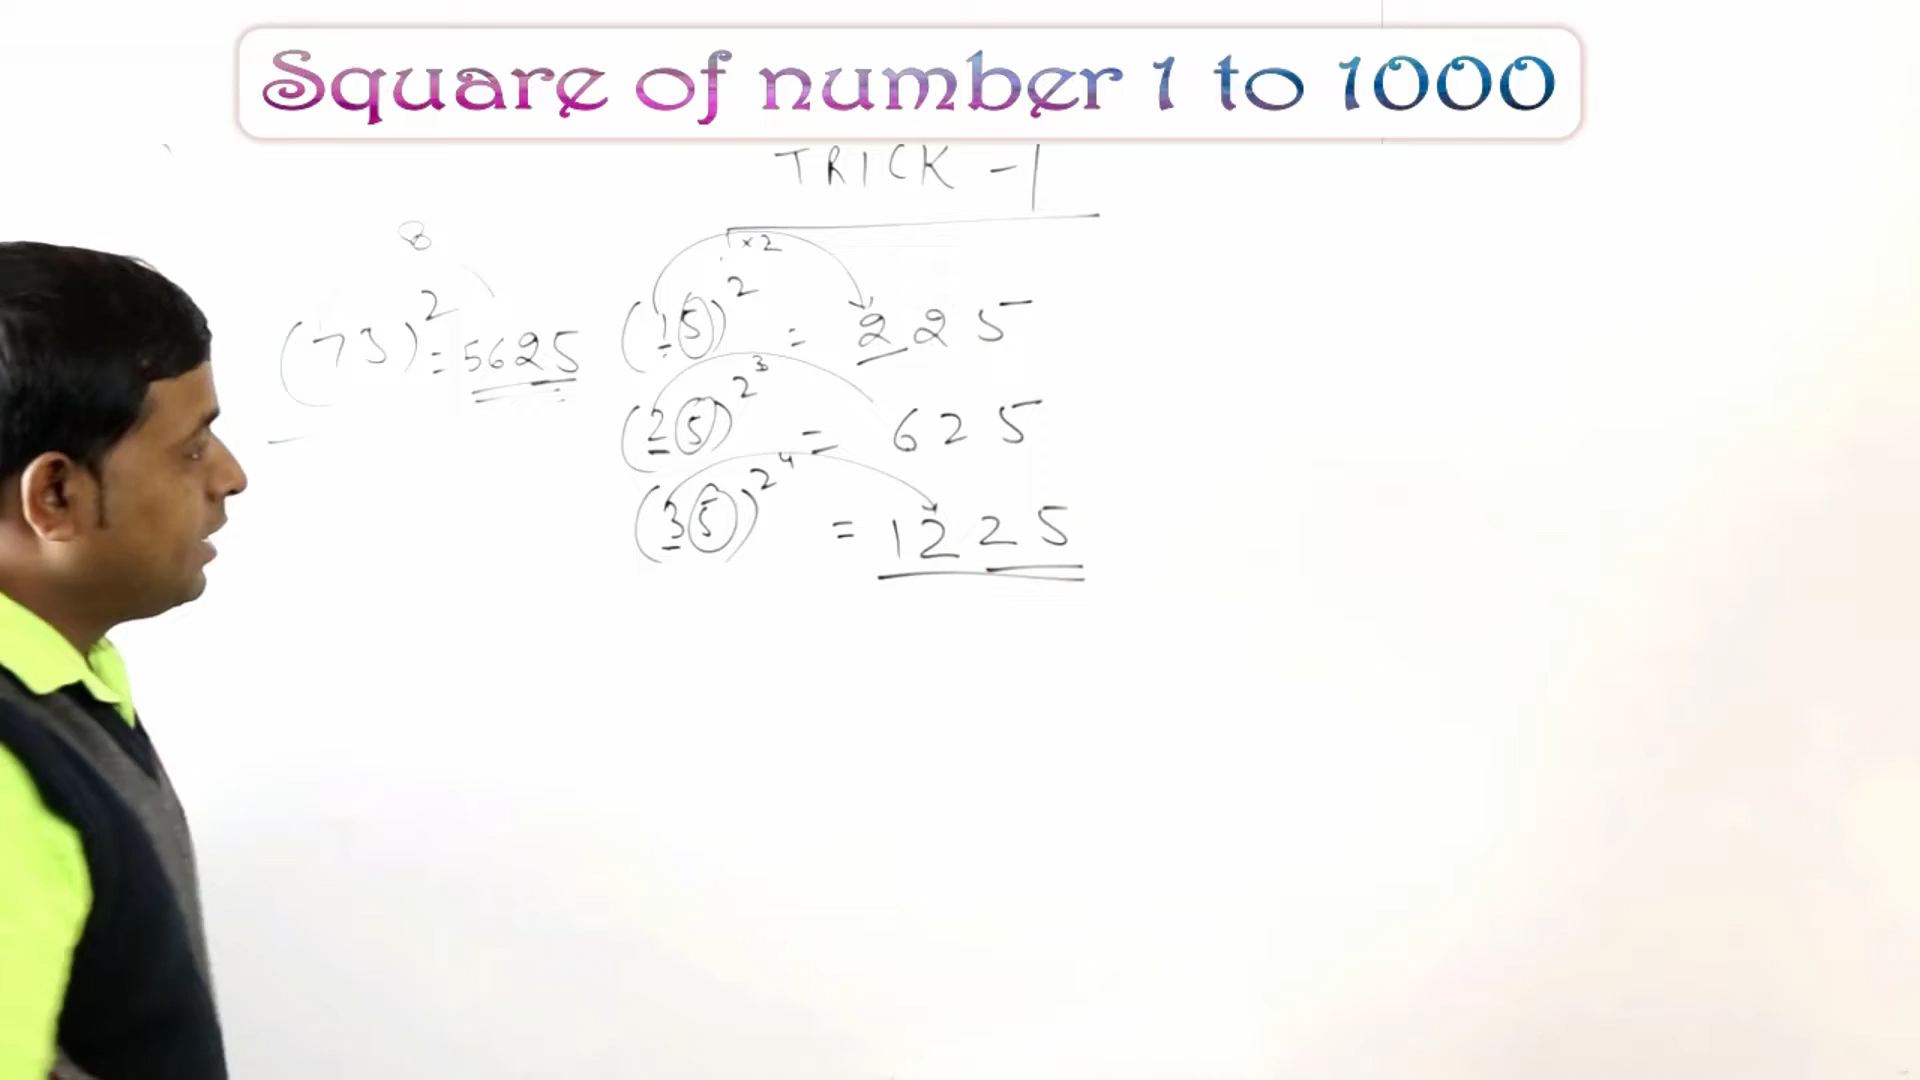 Square of number 1 to 1000
TRICK - 1
8
(75)² = 5625
×2
(15)² = 225
3
(25)² = 625
4
(35)² = 1225